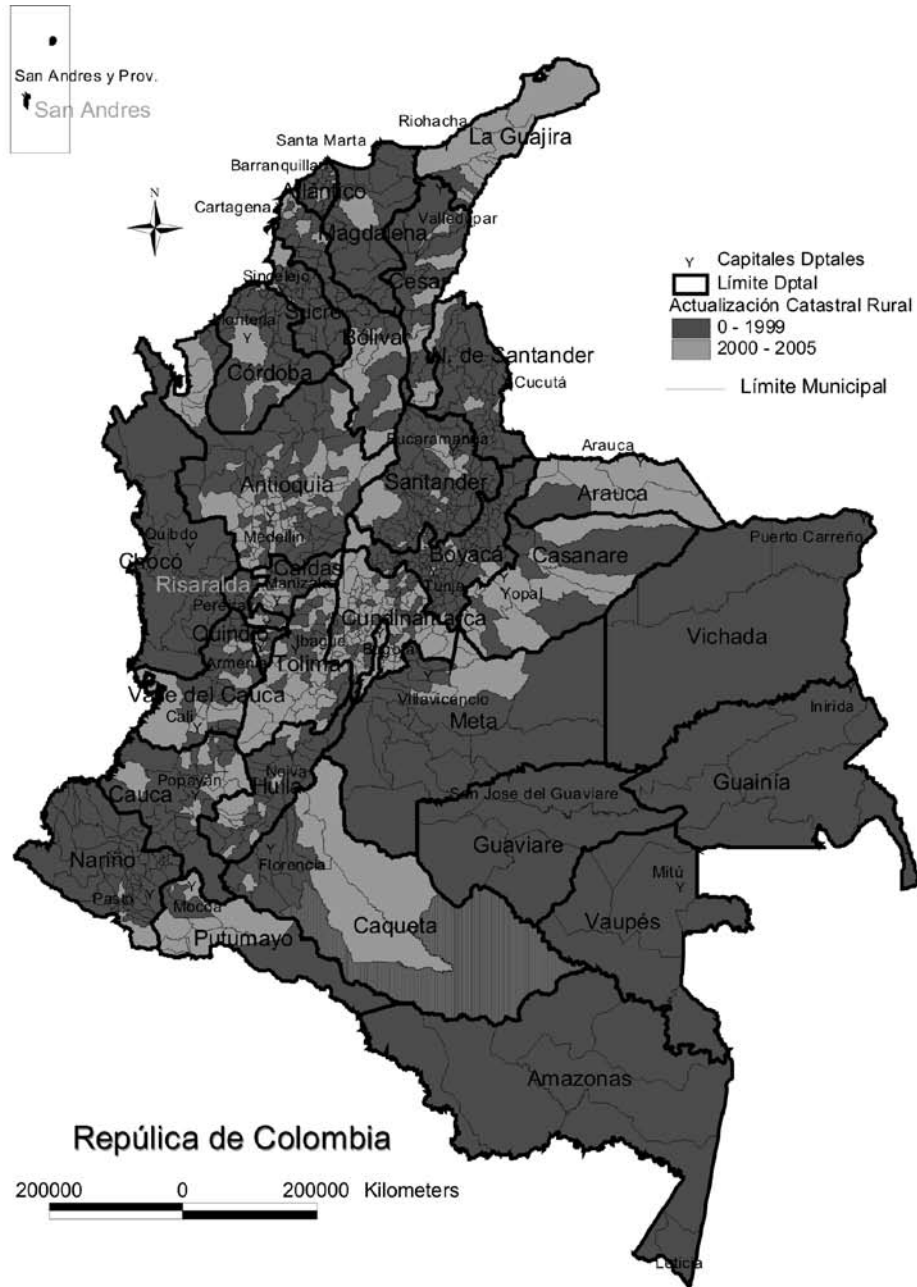 San Andres y Prov.
San Andres
Riohacha
La Guajira
Santa Marta
Barranquilla
Atlántico
Cartagena
Magdalena
Valledupar
Cesar
Sincelejo
Sucre
Montería
Bólivar
N. de Santander
Córdoba
Cucutá
N
Y Capitales Dptales
Límite Dptal
Actualización Catastral Rural
0 - 1999
2000 - 2005
Límite Municipal
Bucaramanga
Arauca
Antioquia
Santander
Arauca
Quibdo
Medellín
Boyacá
Casanare
Puerto Carreño
Chocó
Caldas
Risaralda
Manizales
Tunja
Yopal
Pereira
Cundinamarca
Vichada
Quindío
Ibagué
Bogotá
Armenia
Tolima
Valle del Cauca
Villavicencio
Cali
Meta
Inirida
Neiva
Popayán
Huila
Cauca
San Jose del Guaviare
Guainía
Nariño
Florencia
Guaviare
Mitú
Pasto
Mocoa
Caqueta
Vaupés
Putumayo
Amazonas
Repúlica de Colombia
200000 0 200000 Kilometers
Leticia